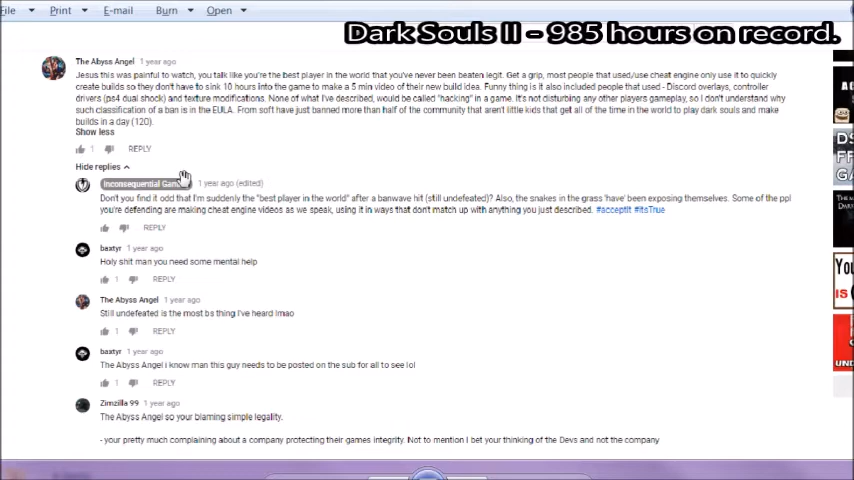 File Print E-mail Burn Open
Dark Souls II - 985 hours on record.
The Abyss Angel 1 year ago
Jesus this was painful to watch, you talk like you're the best player in the world that you've never been beaten legit. Get a grip, most people that used/use cheat engine only use it to quickly
create builds so they don't have to sink 10 hours into the game to make a 5 min video of their new build idea. Funny thing is it also included people that used - Discord overlays, controller
drivers (ps4 dual shock) and texture modifications. None of what I've described, would be called "hacking" in a game. It's not disturbing any other players gameplay, so I don't understand why
such classification of a ban is in the EULA. From soft have just banned more than half of the community that aren't little kids that get all of the time in the world to play dark souls and make
builds in a day (120).
Show less
1 REPLY
Hide replies
Inconsequential Gam 1 year ago (edited)
Don't you find it odd that I'm suddenly the "best player in the world" after a banwave hit (still undefeated)? Also, the snakes in the grass 'have' been exposing themselves. Some of the ppl
you're defending are making cheat engine videos as we speak, using it in ways that don't match up with anything you just described. #acceptit #itsTrue
REPLY
baxtyr 1 year ago
Holy shit man you need some mental help
1 REPLY
The Abyss Angel 1 year ago
Still undefeated is the most bs thing I've heard lmao
1 REPLY
baxtyr 1 year ago
The Abyss Angel i know man this guy needs to be posted on the sub for all to see lol
1 REPLY
Zimzilla 99 1 year ago
The Abyss Angel so your blaming simple legality.
- your pretty much complaining about a company protecting their games integrity. Not to mention I bet your thinking of the Devs and not the company